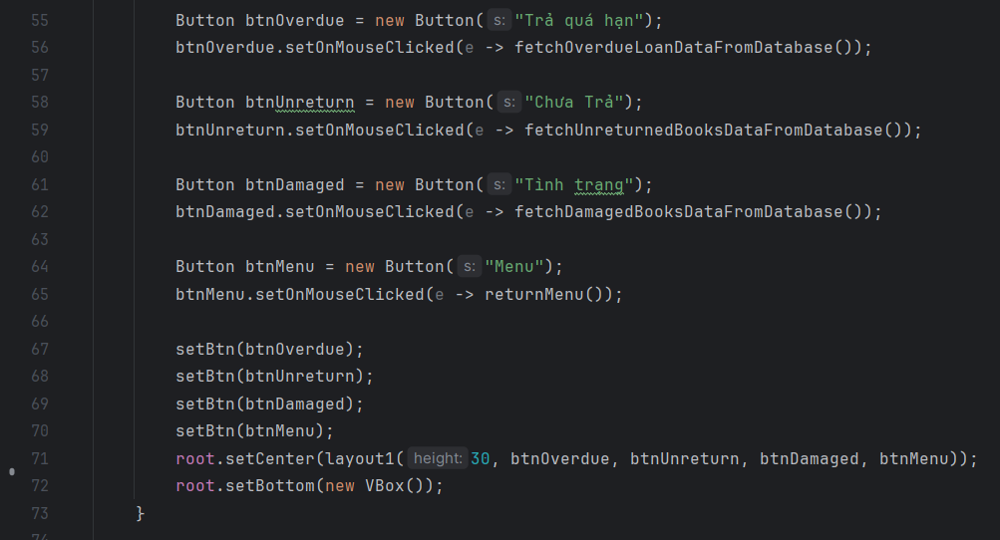 55 Button btnOverdue = new Button( s: "Trả quá hạn");
56 btnOverdue.setOnMouseClicked(e -> fetchOverdueLoanDataFromDatabase());
57
58 Button btnUnreturn = new Button( s: "Chưa Trả");
59 btnUnreturn.setOnMouseClicked(e -> fetchUnreturnedBooksDataFromDatabase());
60
61 Button btnDamaged = new Button( s: "Tình trạng");
62 btnDamaged.setOnMouseClicked(e -> fetchDamagedBooksDataFromDatabase());
63
64 Button btnMenu = new Button( s: "Menu");
65 btnMenu.setOnMouseClicked(e -> returnMenu());
66
67 setBtn(btnOverdue);
68 setBtn(btnUnreturn);
69 setBtn(btnDamaged);
70 setBtn(btnMenu);
71 root.setCenter(layout1( height: 30, btnOverdue, btnUnreturn, btnDamaged, btnMenu));
72 root.setBottom(new VBox());
73 }
74